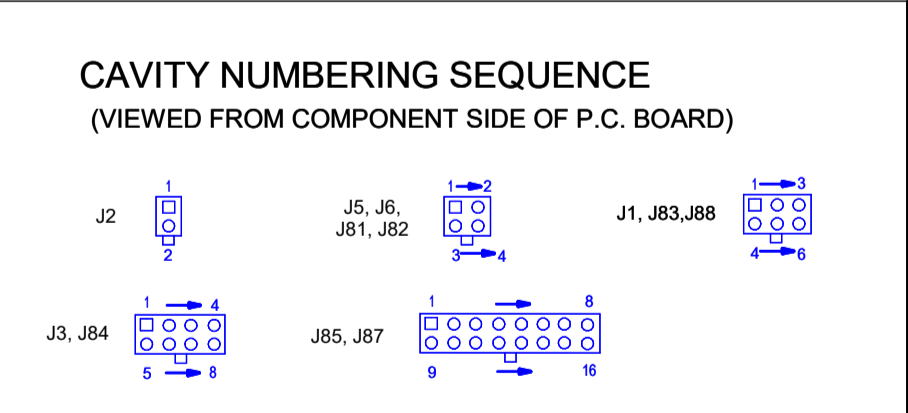 CAVITY NUMBERING SEQUENCE
(VIEWED FROM COMPONENT SIDE OF P.C. BOARD)
1
J2
2
1 2
J5, J6,
J81, J82
3 4
1 3
J1, J83,J88
4 6
1 4
J3, J84
5 8
1 8
J85, J87
9 16